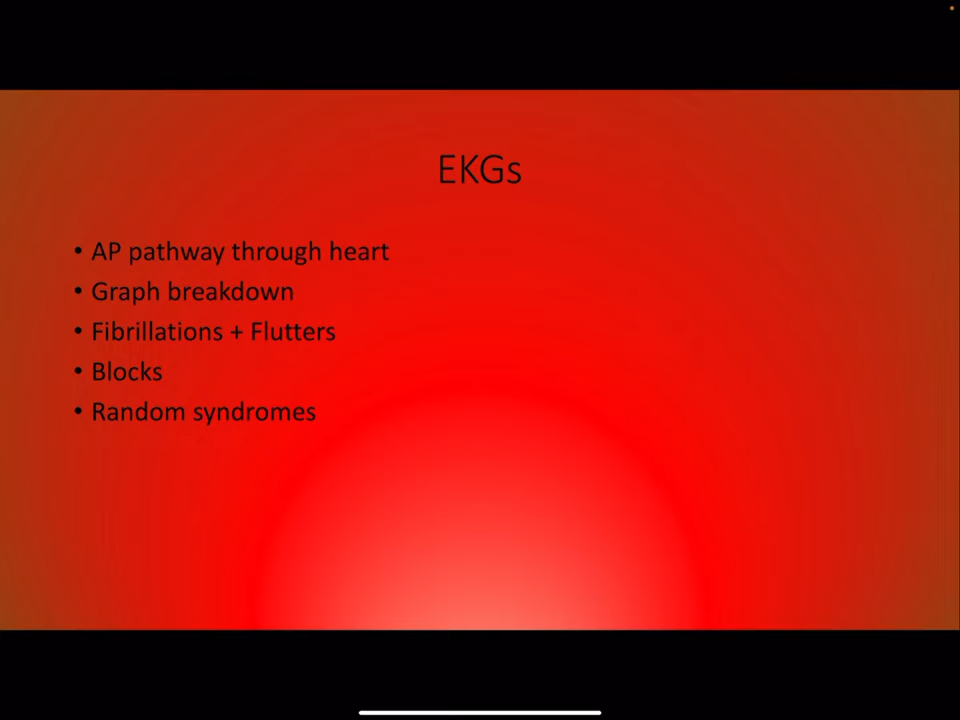 EKGs
• AP pathway through heart
• Graph breakdown
• Fibrillations + Flutters
• Blocks
• Random syndromes